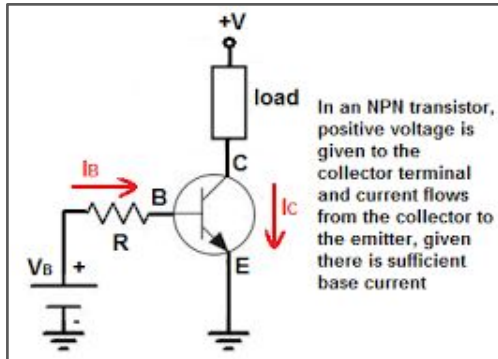 +V
load
In an NPN transistor,
positive voltage is
given to the
collector terminal
and current flows
from the collector to
the emitter, given
there is sufficient
base current
C
IB
B
IC
R
E
VB
+
-